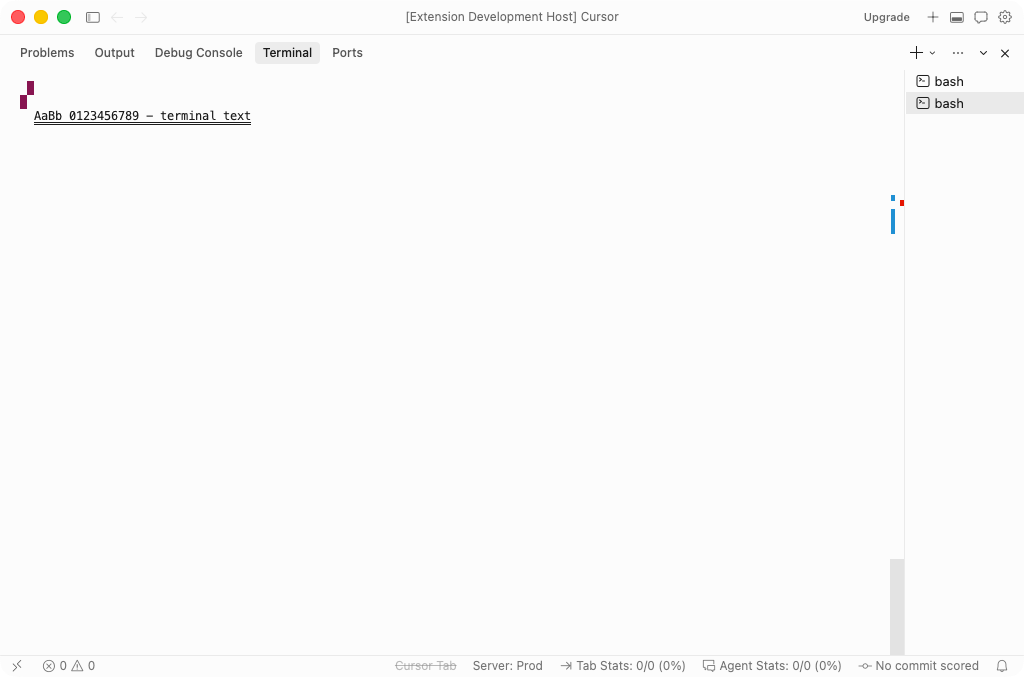 [Extension Development Host] Cursor
Upgrade
Problems Output Debug Console Terminal Ports
bash
bash
AaBb 0123456789 — terminal text
0 0 Cursor Tab Server: Prod Tab Stats: 0/0 (0%) Agent Stats: 0/0 (0%) No commit scored